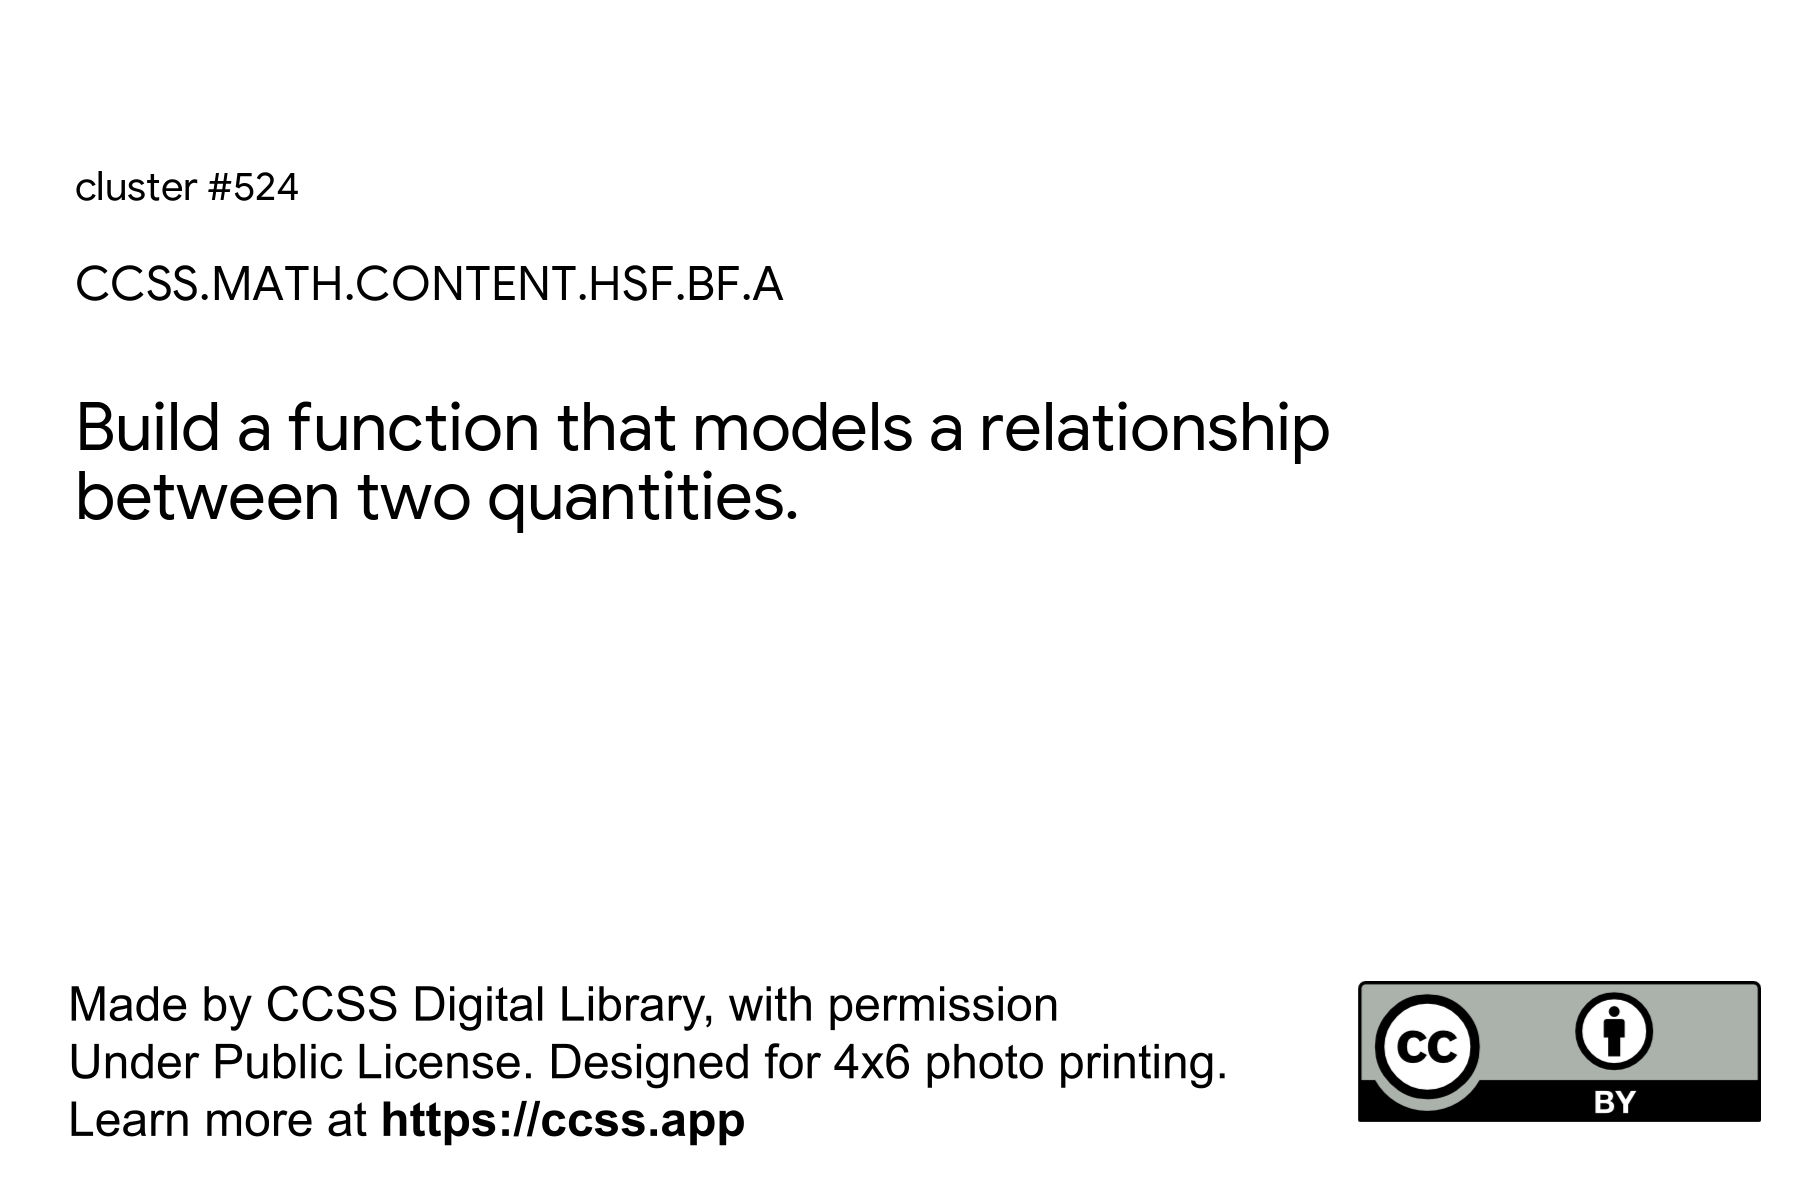 cluster #524
CCSS.MATH.CONTENT.HSF.BF.A
Build a function that models a relationship
between two quantities.
Made by CCSS Digital Library, with permission
Under Public License. Designed for 4x6 photo printing.
Learn more at https://ccss.app
cc
BY